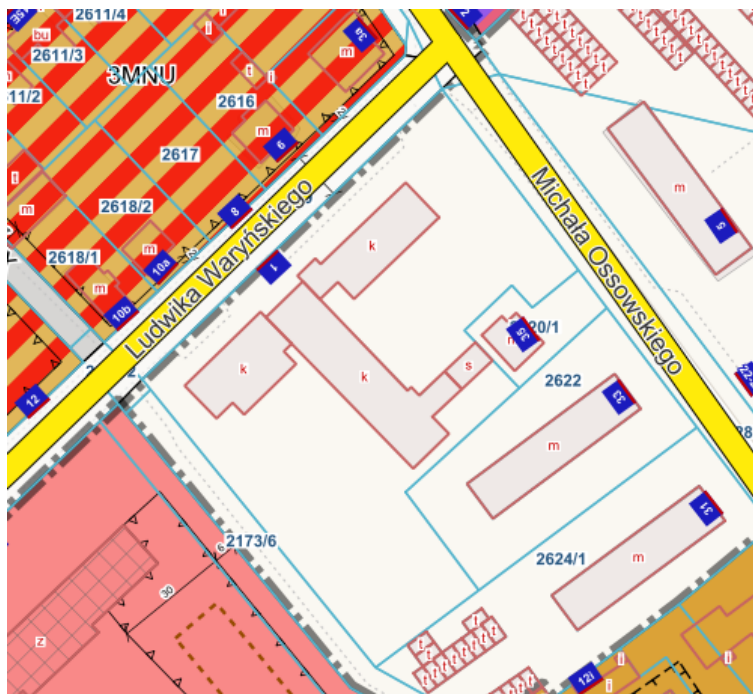 2611/4
3a
bu
2611/3
i
m
3MNU
t
i
11/2
2616
m
6
2617
t
m
2618/2
8
m
2618/1
10a
m
10b
12
Ludwika Waryńskiego
1
k
k
k
Michała Ossowskiego
m
5
35
20/1
s
2622
33
m
31
2624/1
m
2173/6
6
30
z
t t t t t t
12i
i
i
i